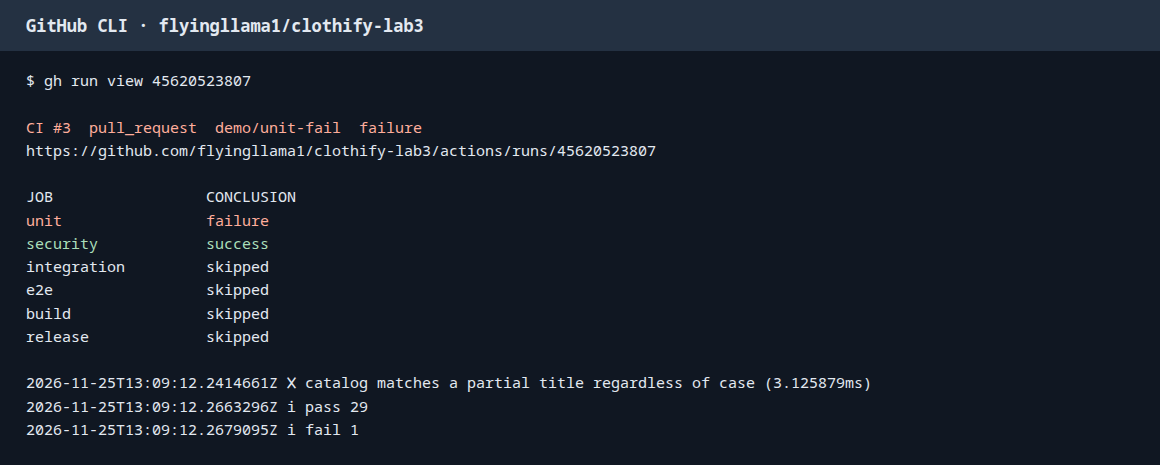 GitHub CLI · flyingllama1/clothify-lab3
$ gh run view 45620523807
CI #3  pull_request  demo/unit-fail  failure
https://github.com/flyingllama1/clothify-lab3/actions/runs/45620523807
JOB                 CONCLUSION
unit                failure
security            success
integration         skipped
e2e                 skipped
build               skipped
release             skipped
2026-11-25T13:09:12.2414661Z X catalog matches a partial title regardless of case (3.125879ms)
2026-11-25T13:09:12.2663296Z i pass 29
2026-11-25T13:09:12.2679095Z i fail 1